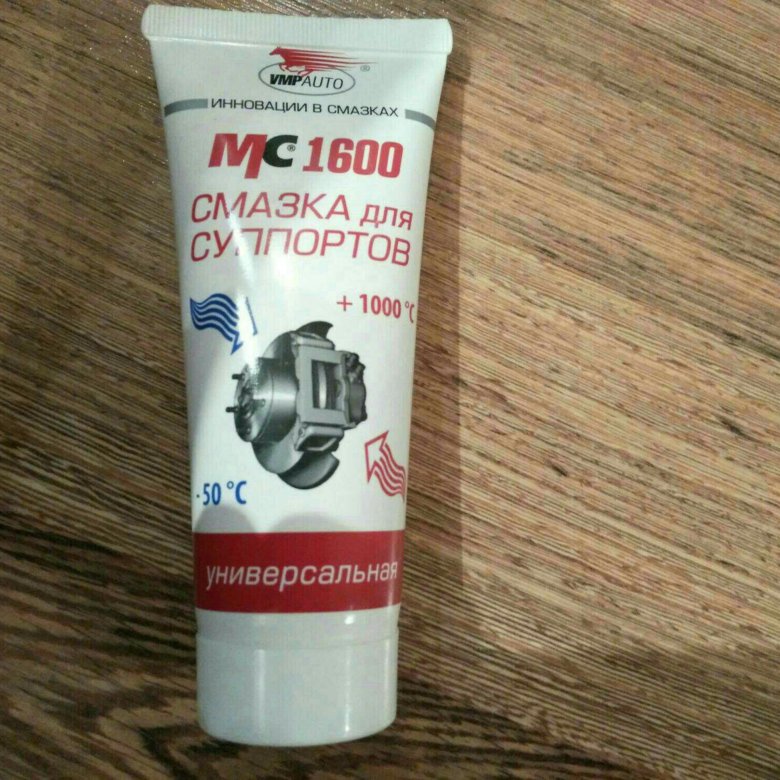 VMPAUTO ®
ИННОВАЦИИ В СМАЗКАХ
МС® 1600
СМАЗКА для
СУППОРТОВ
+ 1000 °C
- 50 °C
универсальная